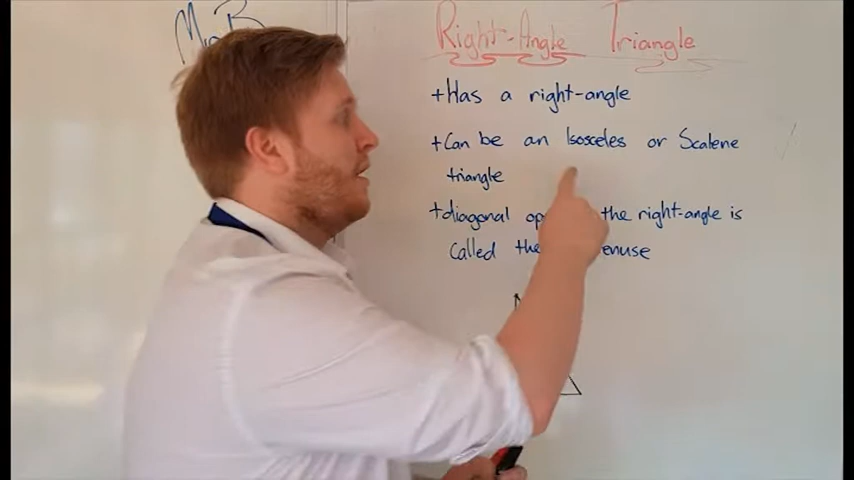 Right-Angle Triangle
+Has a right-angle
+Can be an Isosceles or Scalene
triangle
+diagonal the right-angle is
called the